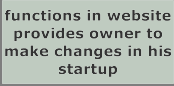 functions in website
provides owner to
make changes in his
startup